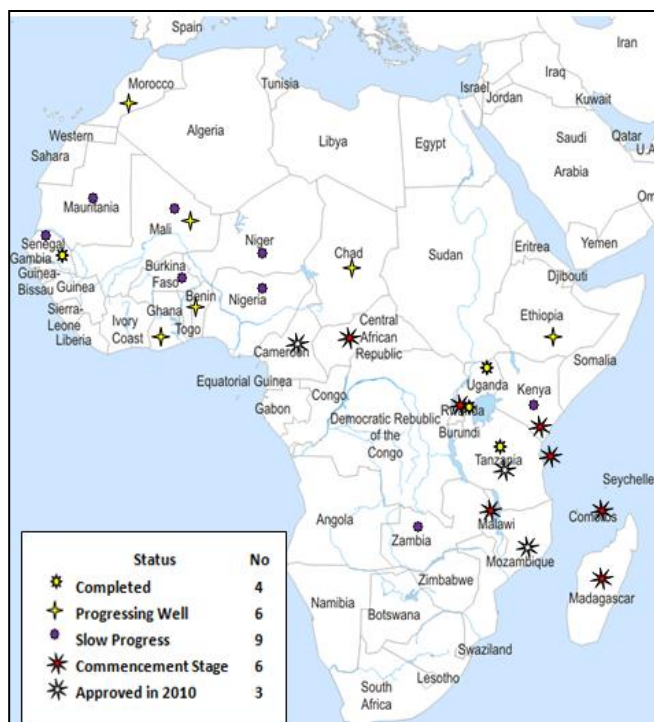 Spain
Iran
Morocco
Tunisia
Iraq
Israel
Jordan
Kuwait
Algeria
Libya
Egypt
Western
Sahara
Saudi
Arabia
Qatar
U.A
Om
Mauritania
Mali
Niger
Chad
Sudan
Eritrea
Yemen
Senegal
Gambia
Guinea-
Bissau
Guinea
Burkina
Faso
Benin
Nigeria
Djibouti
Sierra-
Leone
Liberia
Ivory
Coast
Ghana
Togo
Ethiopia
Central
African
Republic
Cameroon
Somalia
Equatorial Guinea
Gabon
Congo
Uganda
Kenya
Rwanda
Burundi
Democratic Republic
of the
Congo
Tanzania
Seychelle
Angola
Malawi
Comoros
Zambia
Mozambique
Zimbabwe
Madagascar
Namibia
Botswana
Swaziland
Lesotho
South
Africa
Status No
Completed 4
Progressing Well 6
Slow Progress 9
Commencement Stage 6
Approved in 2010 3